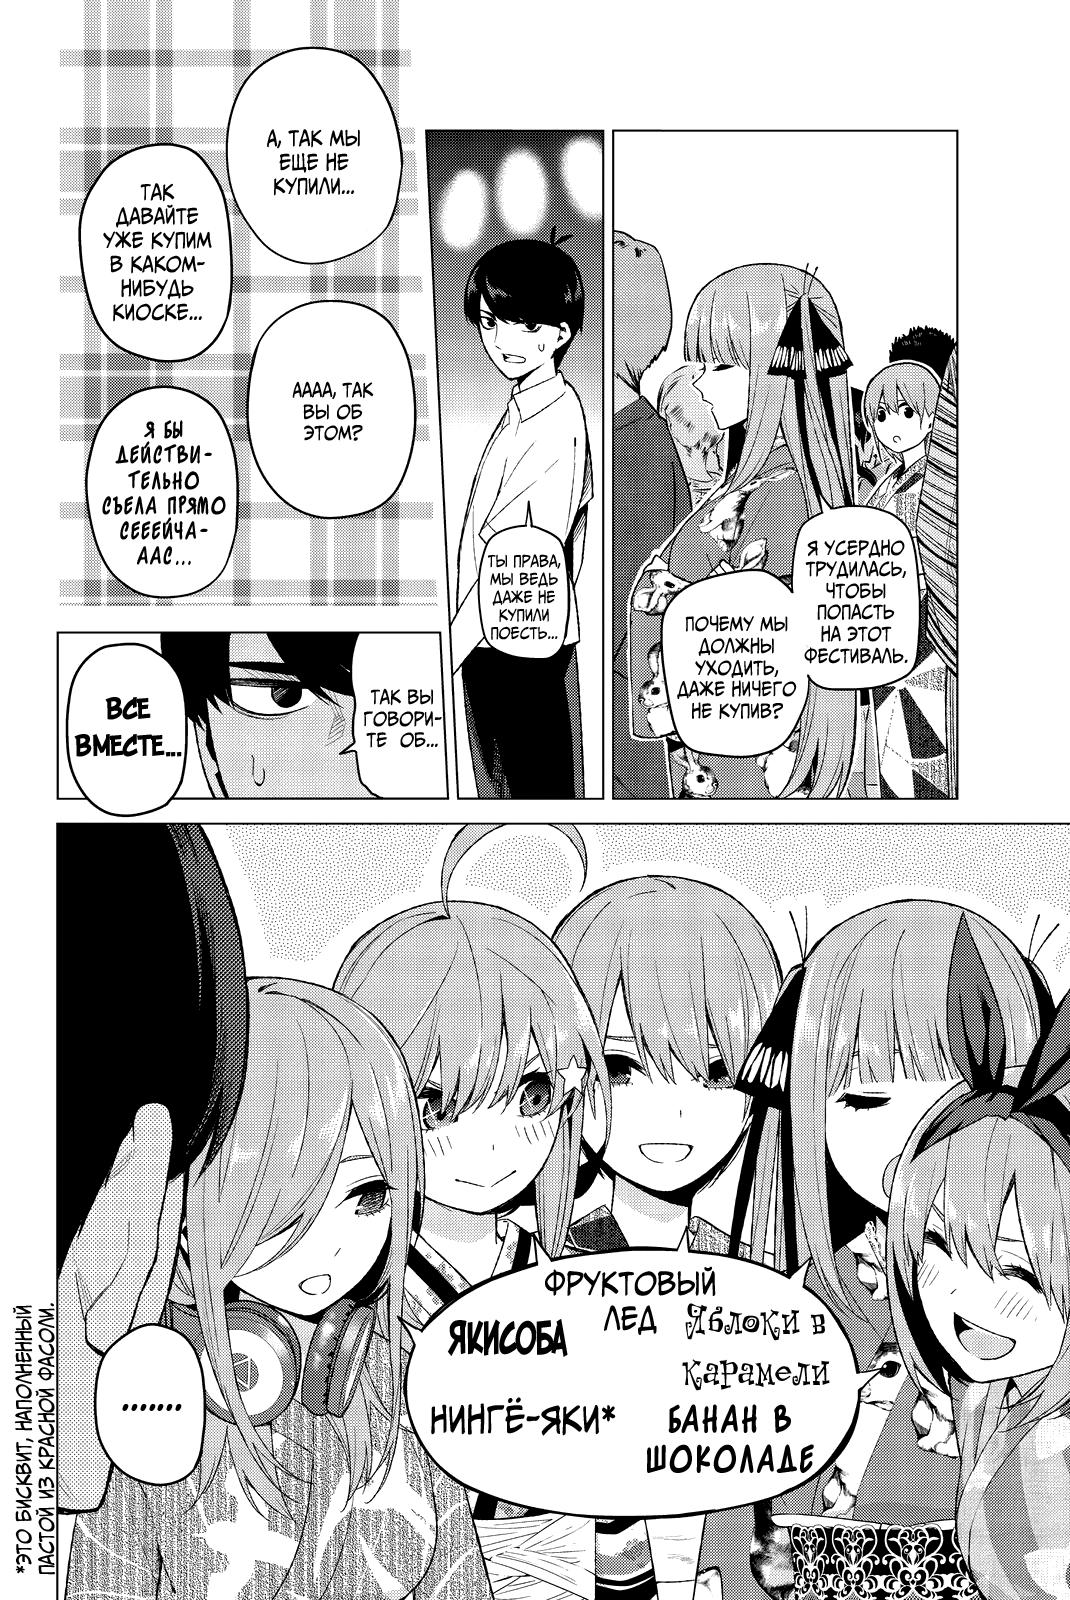 Я УСЕРДНО
ТРУДИЛАСЬ,
ЧТОБЫ
ПОПАСТЬ
НА ЭТОТ
ФЕСТИВАЛЬ.
ПОЧЕМУ МЫ
ДОЛЖНЫ
УХОДИТЬ,
ДАЖЕ НИЧЕГО
НЕ КУПИВ?
ТЫ ПРАВА,
МЫ ВЕДЬ
ДАЖЕ НЕ
КУПИЛИ
ПОЕСТЬ...
А, ТАК МЫ
ЕЩЕ НЕ
КУПИЛИ...
ТАК
ДАВАЙТЕ
УЖЕ КУПИМ
В КАКОМ-
НИБУДЬ
КИОСКЕ...
АААА, ТАК
ВЫ ОБ
ЭТОМ?
Я БЫ
ДЕЙСТВИ-
ТЕЛЬНО
СЪЕЛА ПРЯМО
СЕЕЕЙЧА-
ААС...
ТАК ВЫ
ГОВОРИ-
ТЕ ОБ...
ВСЕ
ВМЕСТЕ...
ФРУКТОВЫЙ
ЛЕД
ЯБЛОКИ В
КАРАМЕЛИ
ЯКИСОБА
НИНГЁ-ЯКИ*
БАНАН В
ШОКОЛАДЕ
.......
*ЭТО БИСКВИТ, НАПОЛНЕННЫЙ
ПАСТОЙ ИЗ КРАСНОЙ ФАСОЛИ.